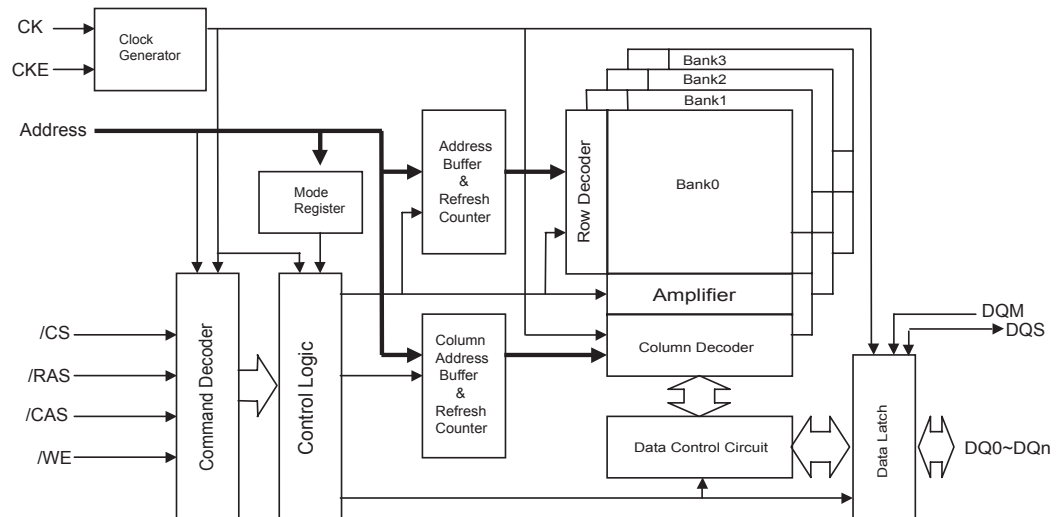 CK
CKE
Clock
Generator
Address
Mode
Register
Address
Buffer
&
Refresh
Counter
Bank3
Bank2
Bank1
Bank0
Row Decoder
Amplifier
Column Decoder
/CS
/RAS
/CAS
/WE
Command Decoder
Control Logic
Column
Address
Buffer
&
Refresh
Counter
Data Control Circuit
Data Latch
DQM
DQS
DQ0~DQn